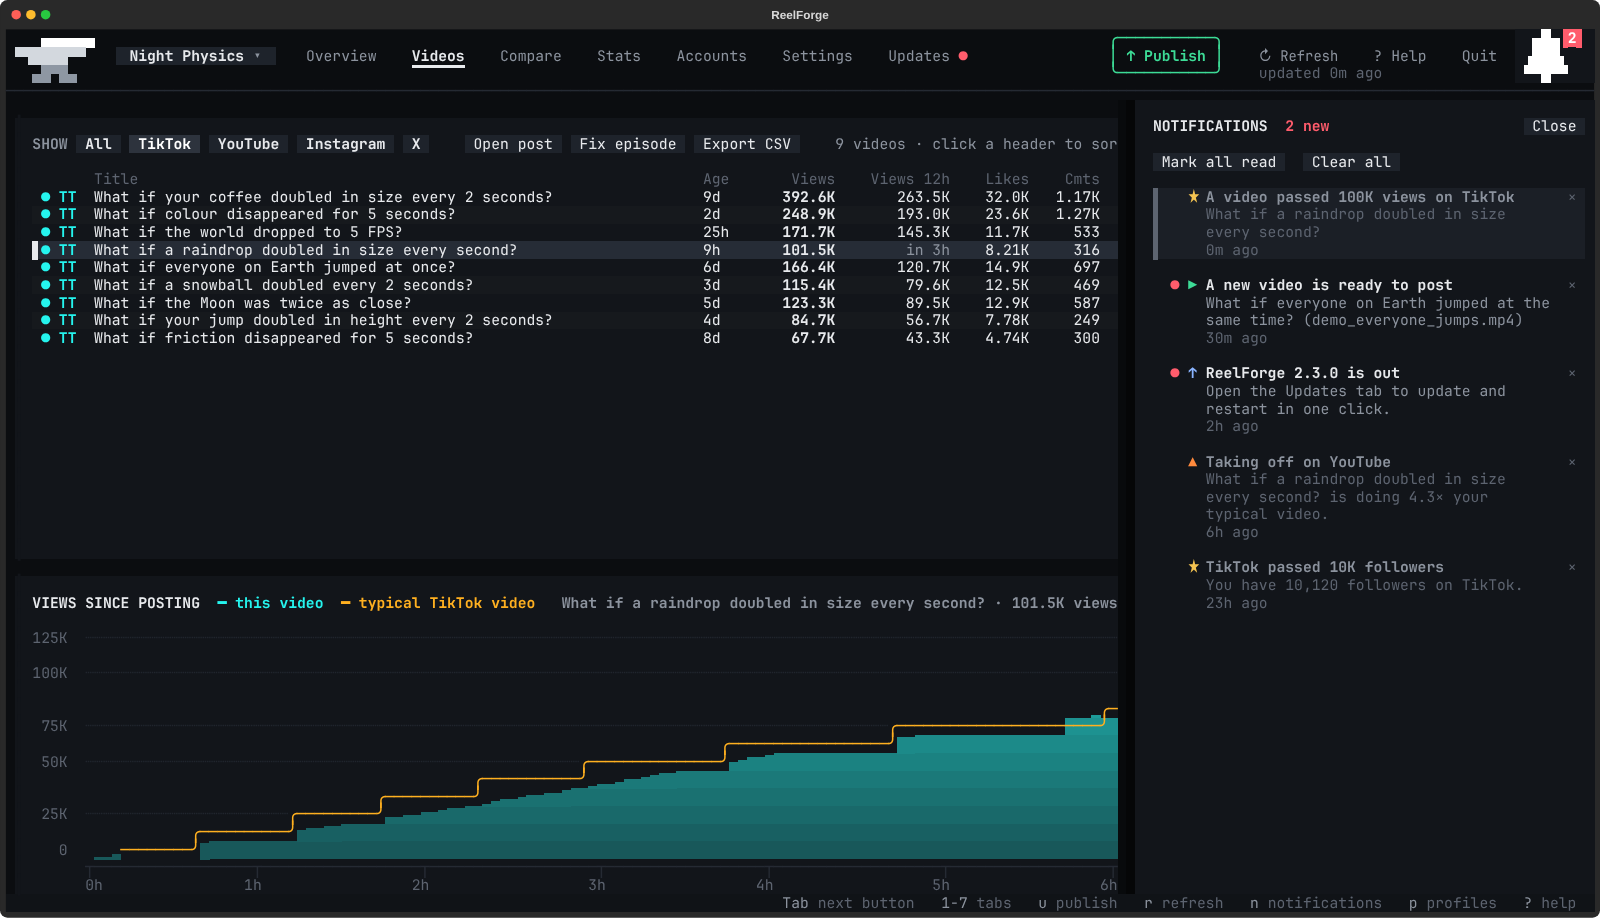 ReelForge
Night Physics ▾ Overview Videos Compare Stats Accounts Settings Updates ● ↑ Publish ↻ Refresh ? Help Quit 2
updated 0m ago
SHOW All TikTok YouTube Instagram X Open post Fix episode Export CSV 9 videos · click a header to sor
Title Age Views Views 12h Likes Cmts
● TT What if your coffee doubled in size every 2 seconds? 9d 392.6K 263.5K 32.0K 1.17K
● TT What if colour disappeared for 5 seconds? 2d 248.9K 193.0K 23.6K 1.27K
● TT What if the world dropped to 5 FPS? 25h 171.7K 145.3K 11.7K 533
● TT What if a raindrop doubled in size every second? 9h 101.5K in 3h 8.21K 316
● TT What if everyone on Earth jumped at once? 6d 166.4K 120.7K 14.9K 697
● TT What if a snowball doubled every 2 seconds? 3d 115.4K 79.6K 12.5K 469
● TT What if the Moon was twice as close? 5d 123.3K 89.5K 12.9K 587
● TT What if your jump doubled in height every 2 seconds? 4d 84.7K 56.7K 7.78K 249
● TT What if friction disappeared for 5 seconds? 8d 67.7K 43.3K 4.74K 300
VIEWS SINCE POSTING — this video — typical TikTok video What if a raindrop doubled in size every second? · 101.5K views
125K
100K
75K
50K
25K
0
0h 1h 2h 3h 4h 5h 6h
NOTIFICATIONS 2 new Close
Mark all read Clear all
★ A video passed 100K views on TikTok ×
What if a raindrop doubled in size
every second?
0m ago
● ▶ A new video is ready to post ×
What if everyone on Earth jumped at the
same time? (demo_everyone_jumps.mp4)
30m ago
● ↑ ReelForge 2.3.0 is out ×
Open the Updates tab to update and
restart in one click.
2h ago
▲ Taking off on YouTube ×
What if a raindrop doubled in size
every second? is doing 4.3× your
typical video.
6h ago
★ TikTok passed 10K followers ×
You have 10,120 followers on TikTok.
23h ago
Tab next button 1-7 tabs u publish r refresh n notifications p profiles ? help